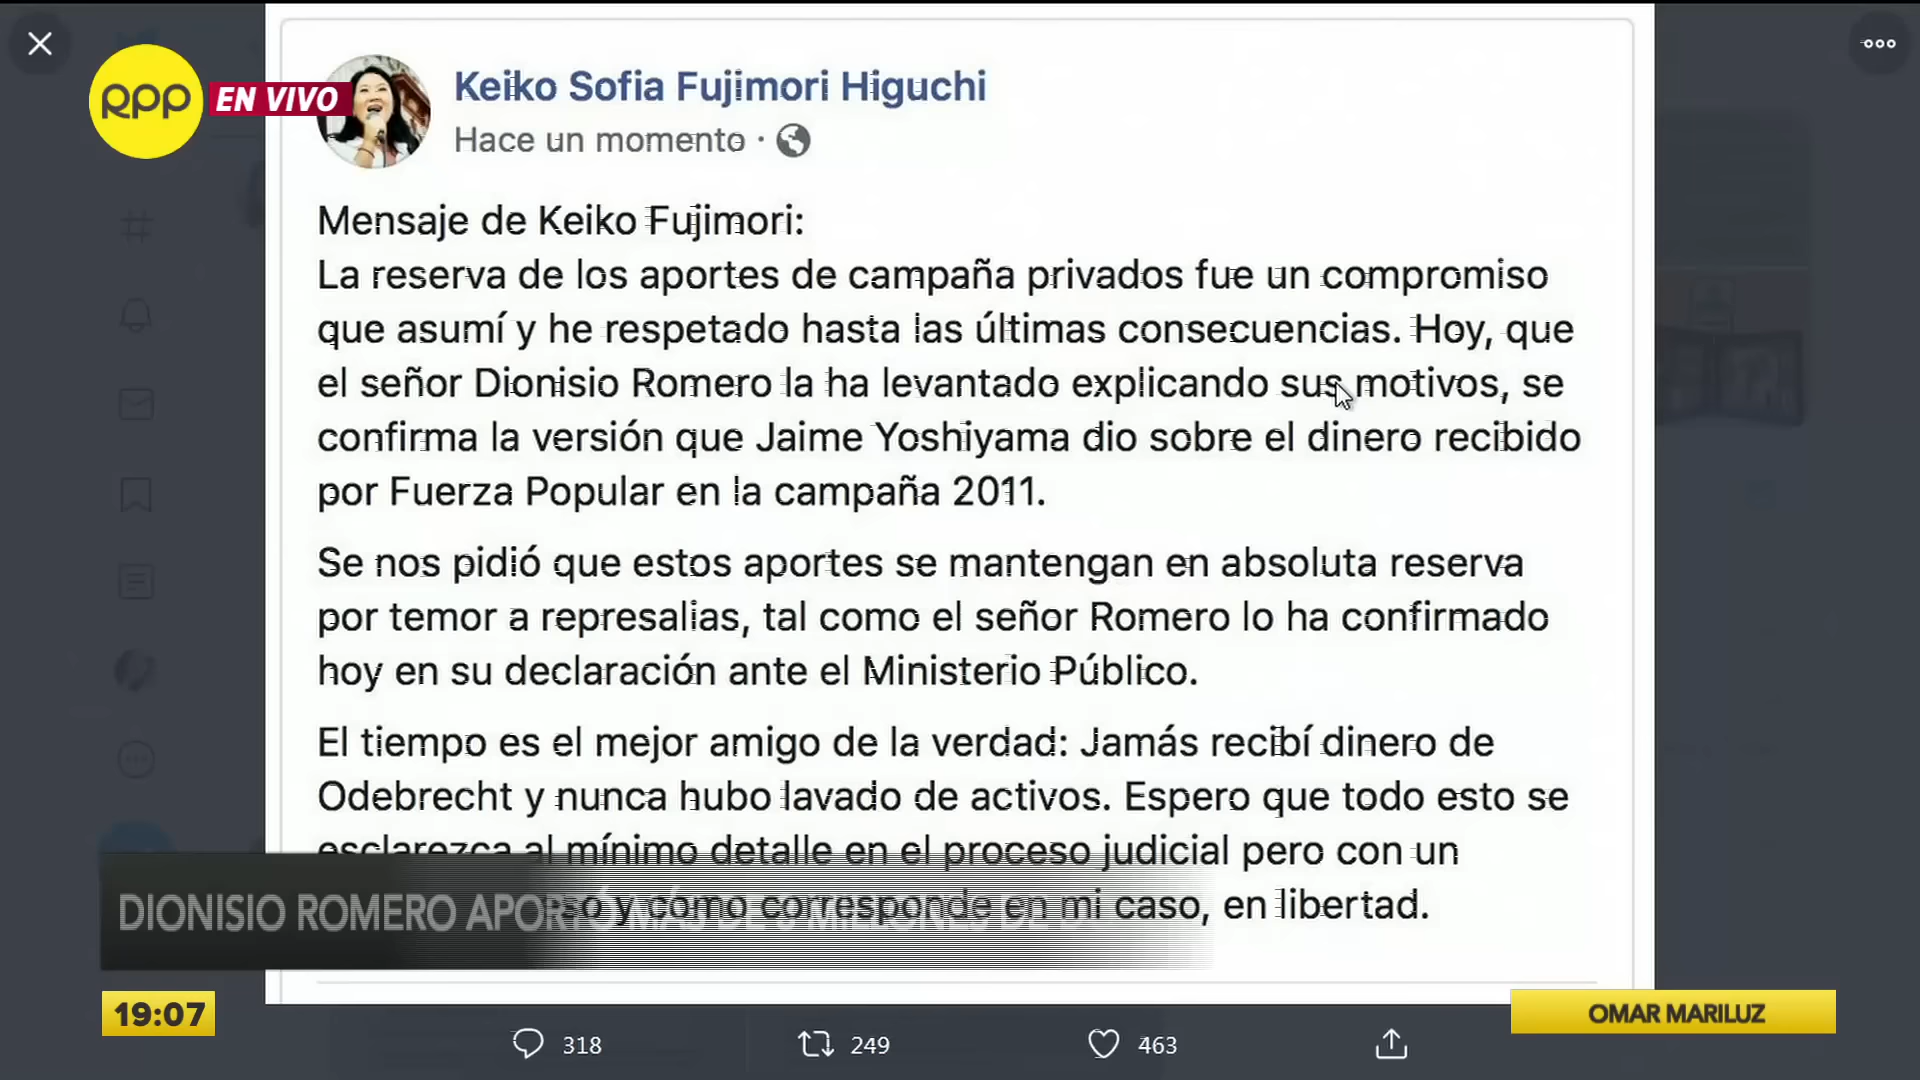 RPP
EN VIVO
Keiko Sofia Fujimori Higuchi
Hace un momento ·
Mensaje de Keiko Fujimori:
La reserva de los aportes de campaña privados fue un compromiso
que asumí y he respetado hasta las últimas consecuencias. Hoy, que
el señor Dionisio Romero la ha levantado explicando sus motivos, se
confirma la versión que Jaime Yoshiyama dio sobre el dinero recibido
por Fuerza Popular en la campaña 2011.
Se nos pidió que estos aportes se mantengan en absoluta reserva
por temor a represalias, tal como el señor Romero lo ha confirmado
hoy en su declaración ante el Ministerio Público.
El tiempo es el mejor amigo de la verdad: Jamás recibí dinero de
Odebrecht y nunca hubo lavado de activos. Espero que todo esto se
esclarezca al mínimo detalle en el proceso judicial pero con un
y como corresponde en mi caso, en libertad.
DIONISIO ROMERO APORTÓ MÁS DE 3 MILLONES DE
19:07
OMAR MARILUZ
318
249
463